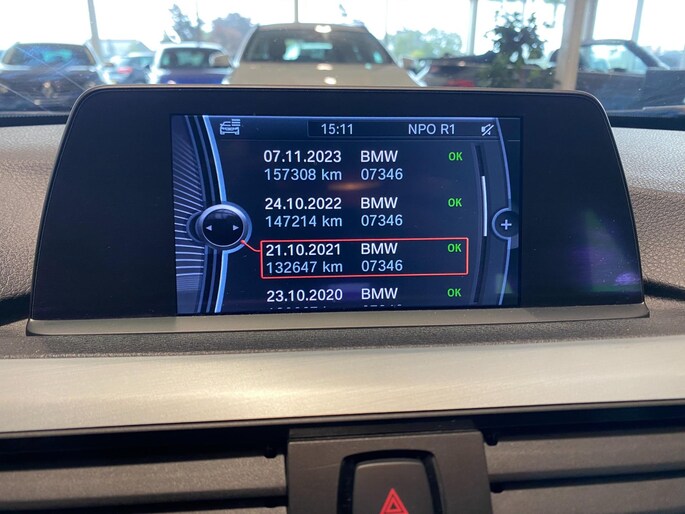 15:11 NPO R1
07.11.2023 BMW OK
157308 km 07346
24.10.2022 BMW OK
147214 km 07346
21.10.2021 BMW OK
132647 km 07346
23.10.2020 BMW OK